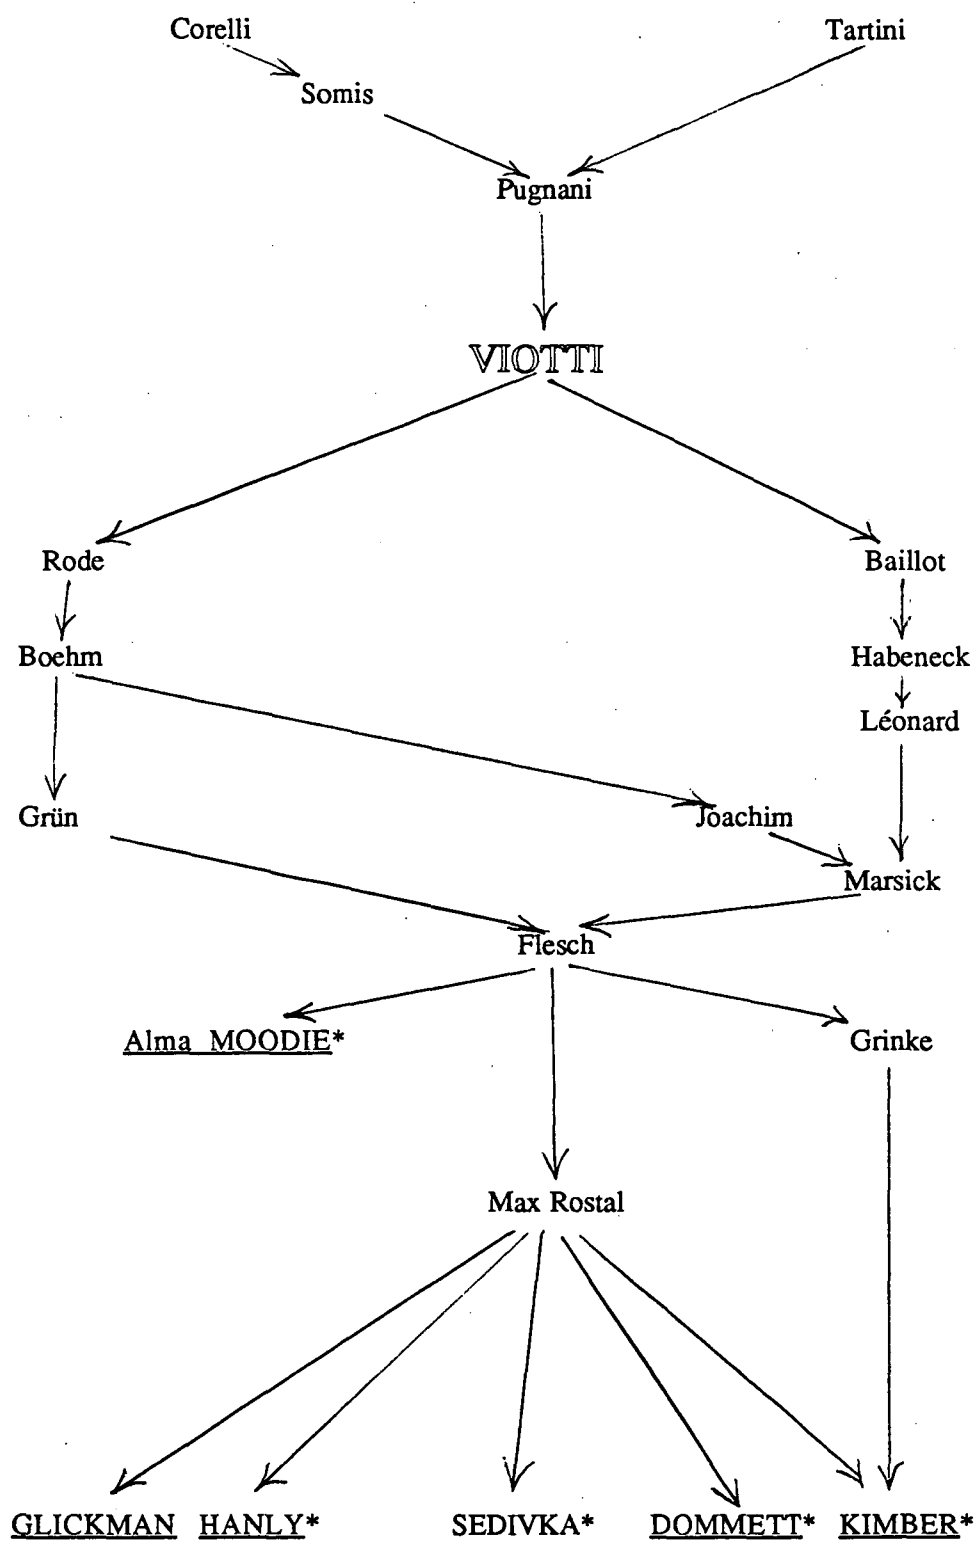 Corelli Tartini
Somis
Pugnani
VIOTTI
Rode Baillot
Boehm Habeneck
Léonard
Grün Joachim
Marsick
Flesch
Alma MOODIE* Grinke
Max Rostal
GLICKMAN HANLY* SEDIVKA* DOMMETT* KIMBER*